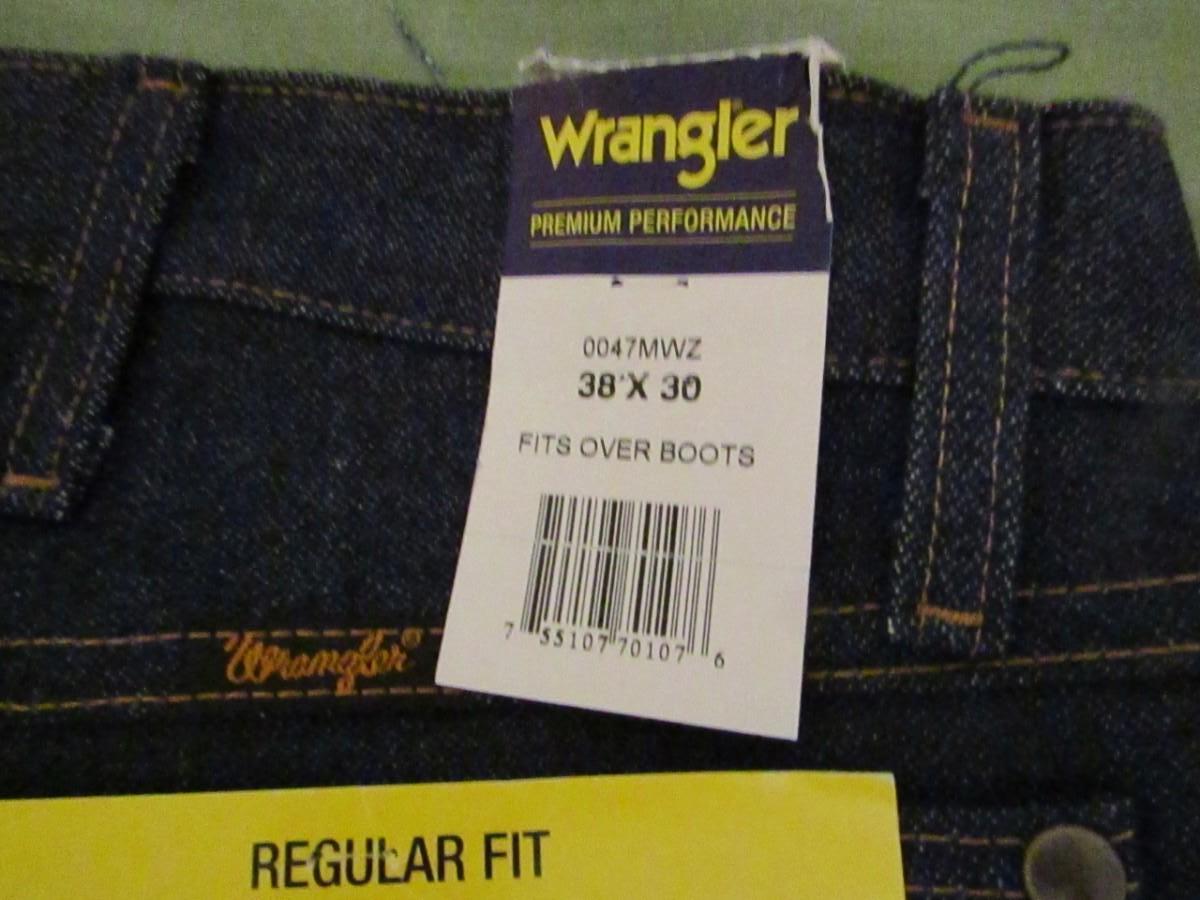 Wrangler
PREMIUM PERFORMANCE
0047MWZ
38 X 30
FITS OVER BOOTS
7 55107 70107 6
Wrangler®
REGULAR FIT